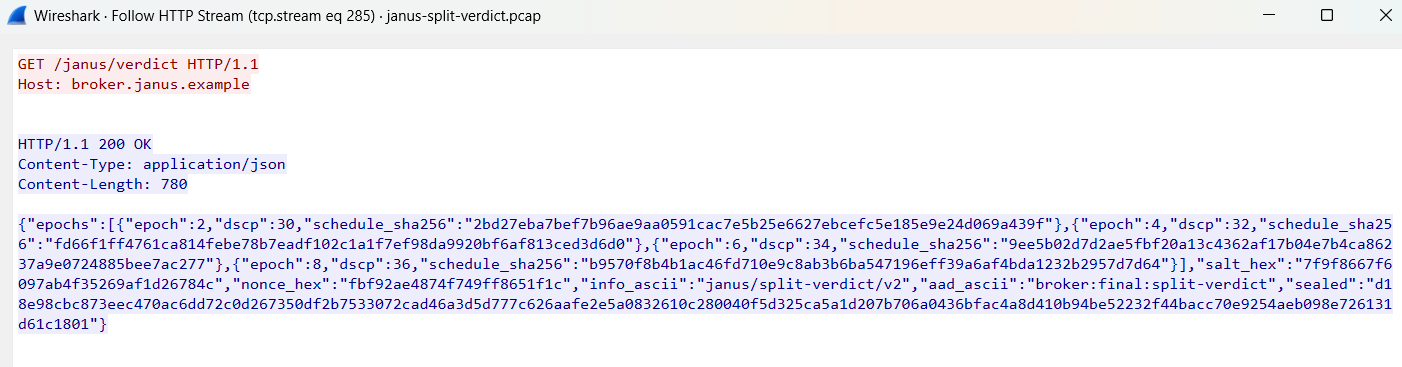 Wireshark · Follow HTTP Stream (tcp.stream eq 285) · janus-split-verdict.pcap
GET /janus/verdict HTTP/1.1
Host: broker.janus.example
HTTP/1.1 200 OK
Content-Type: application/json
Content-Length: 780
{"epochs":[{"epoch":2,"dscp":30,"schedule_sha256":"2bd27eba7bef7b96ae9aa0591cac7e5b25e6627ebcefc5e185e9e24d069a439f"},{"epoch":4,"dscp":32,"schedule_sha25
6":"fd66f1ff4761ca814febe78b7eadf102c1a1f7ef98da9920bf6af813ced3d6d0"},{"epoch":6,"dscp":34,"schedule_sha256":"9ee5b02d7d2ae5fbf20a13c4362af17b04e7b4ca862
37a9e0724885bee7ac277"},{"epoch":8,"dscp":36,"schedule_sha256":"b9570f8b4b1ac46fd710e9c8ab3b6ba547196eff39a6af4bda1232b2957d7d64"}],"salt_hex":"7f9f8667f6
097ab4f35269af1d26784c","nonce_hex":"fbf92ae4874f749ff8651f1c","info_ascii":"janus/split-verdict/v2","aad_ascii":"broker:final:split-verdict","sealed":"d1
8e98cbc873eec470ac6dd72c0d267350df2b7533072cad46a3d5d777c626aafe2e5a0832610c280040f5d325ca5a1d207b706a0436bfac4a8d410b94be52232f44bacc70e9254aeb098e726131
d61c1801"}